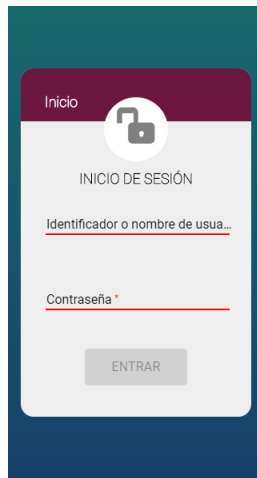 Inicio
INICIO DE SESIÓN
Identificador o nombre de usua...
Contraseña *
ENTRAR